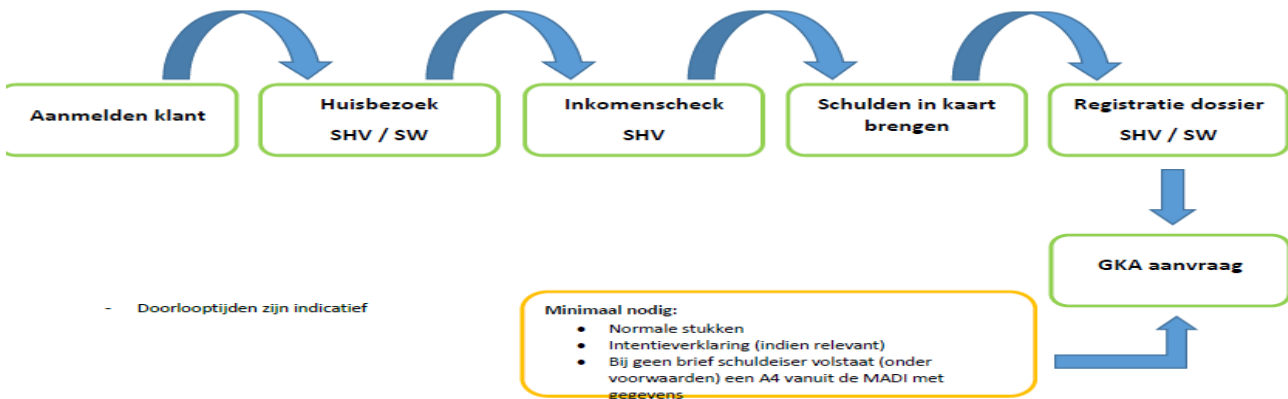 Aanmelden klant
Huisbezoek
SHV / SW
Inkomenscheck
SHV
Schulden in kaart
brengen
Registratie dossier
SHV / SW
GKA aanvraag
- Doorlooptijden zijn indicatief
Minimaal nodig:
• Normale stukken
• Intentieverklaring (indien relevant)
• Bij geen brief schuldeiser volstaat (onder
voorwaarden) een A4 vanuit de MADI met
gegevens